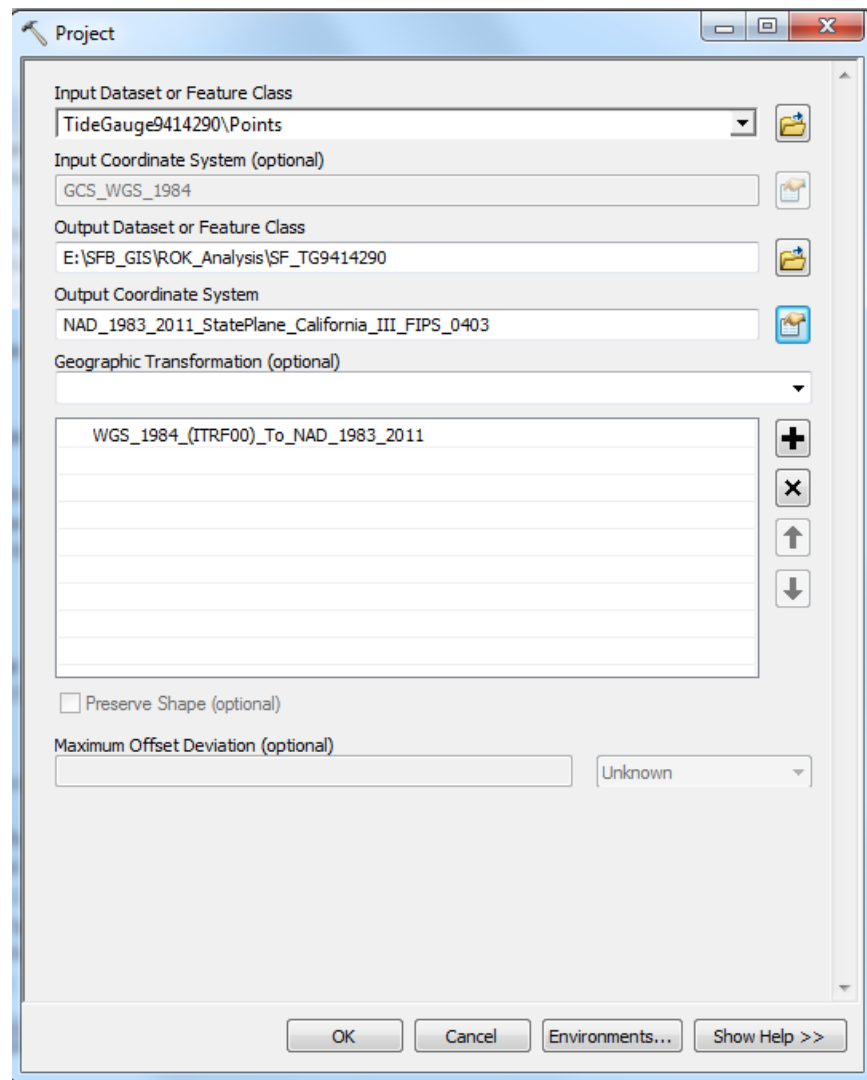 Project
Input Dataset or Feature Class
TideGauge9414290\Points
Input Coordinate System (optional)
GCS_WGS_1984
Output Dataset or Feature Class
E:\SFB_GIS\ROK_Analysis\SF_TG9414290
Output Coordinate System
NAD_1983_2011_StatePlane_California_III_FIPS_0403
Geographic Transformation (optional)
WGS_1984_(ITRF00)_To_NAD_1983_2011
Preserve Shape (optional)
Maximum Offset Deviation (optional)
Unknown
OK Cancel Environments... Show Help >>